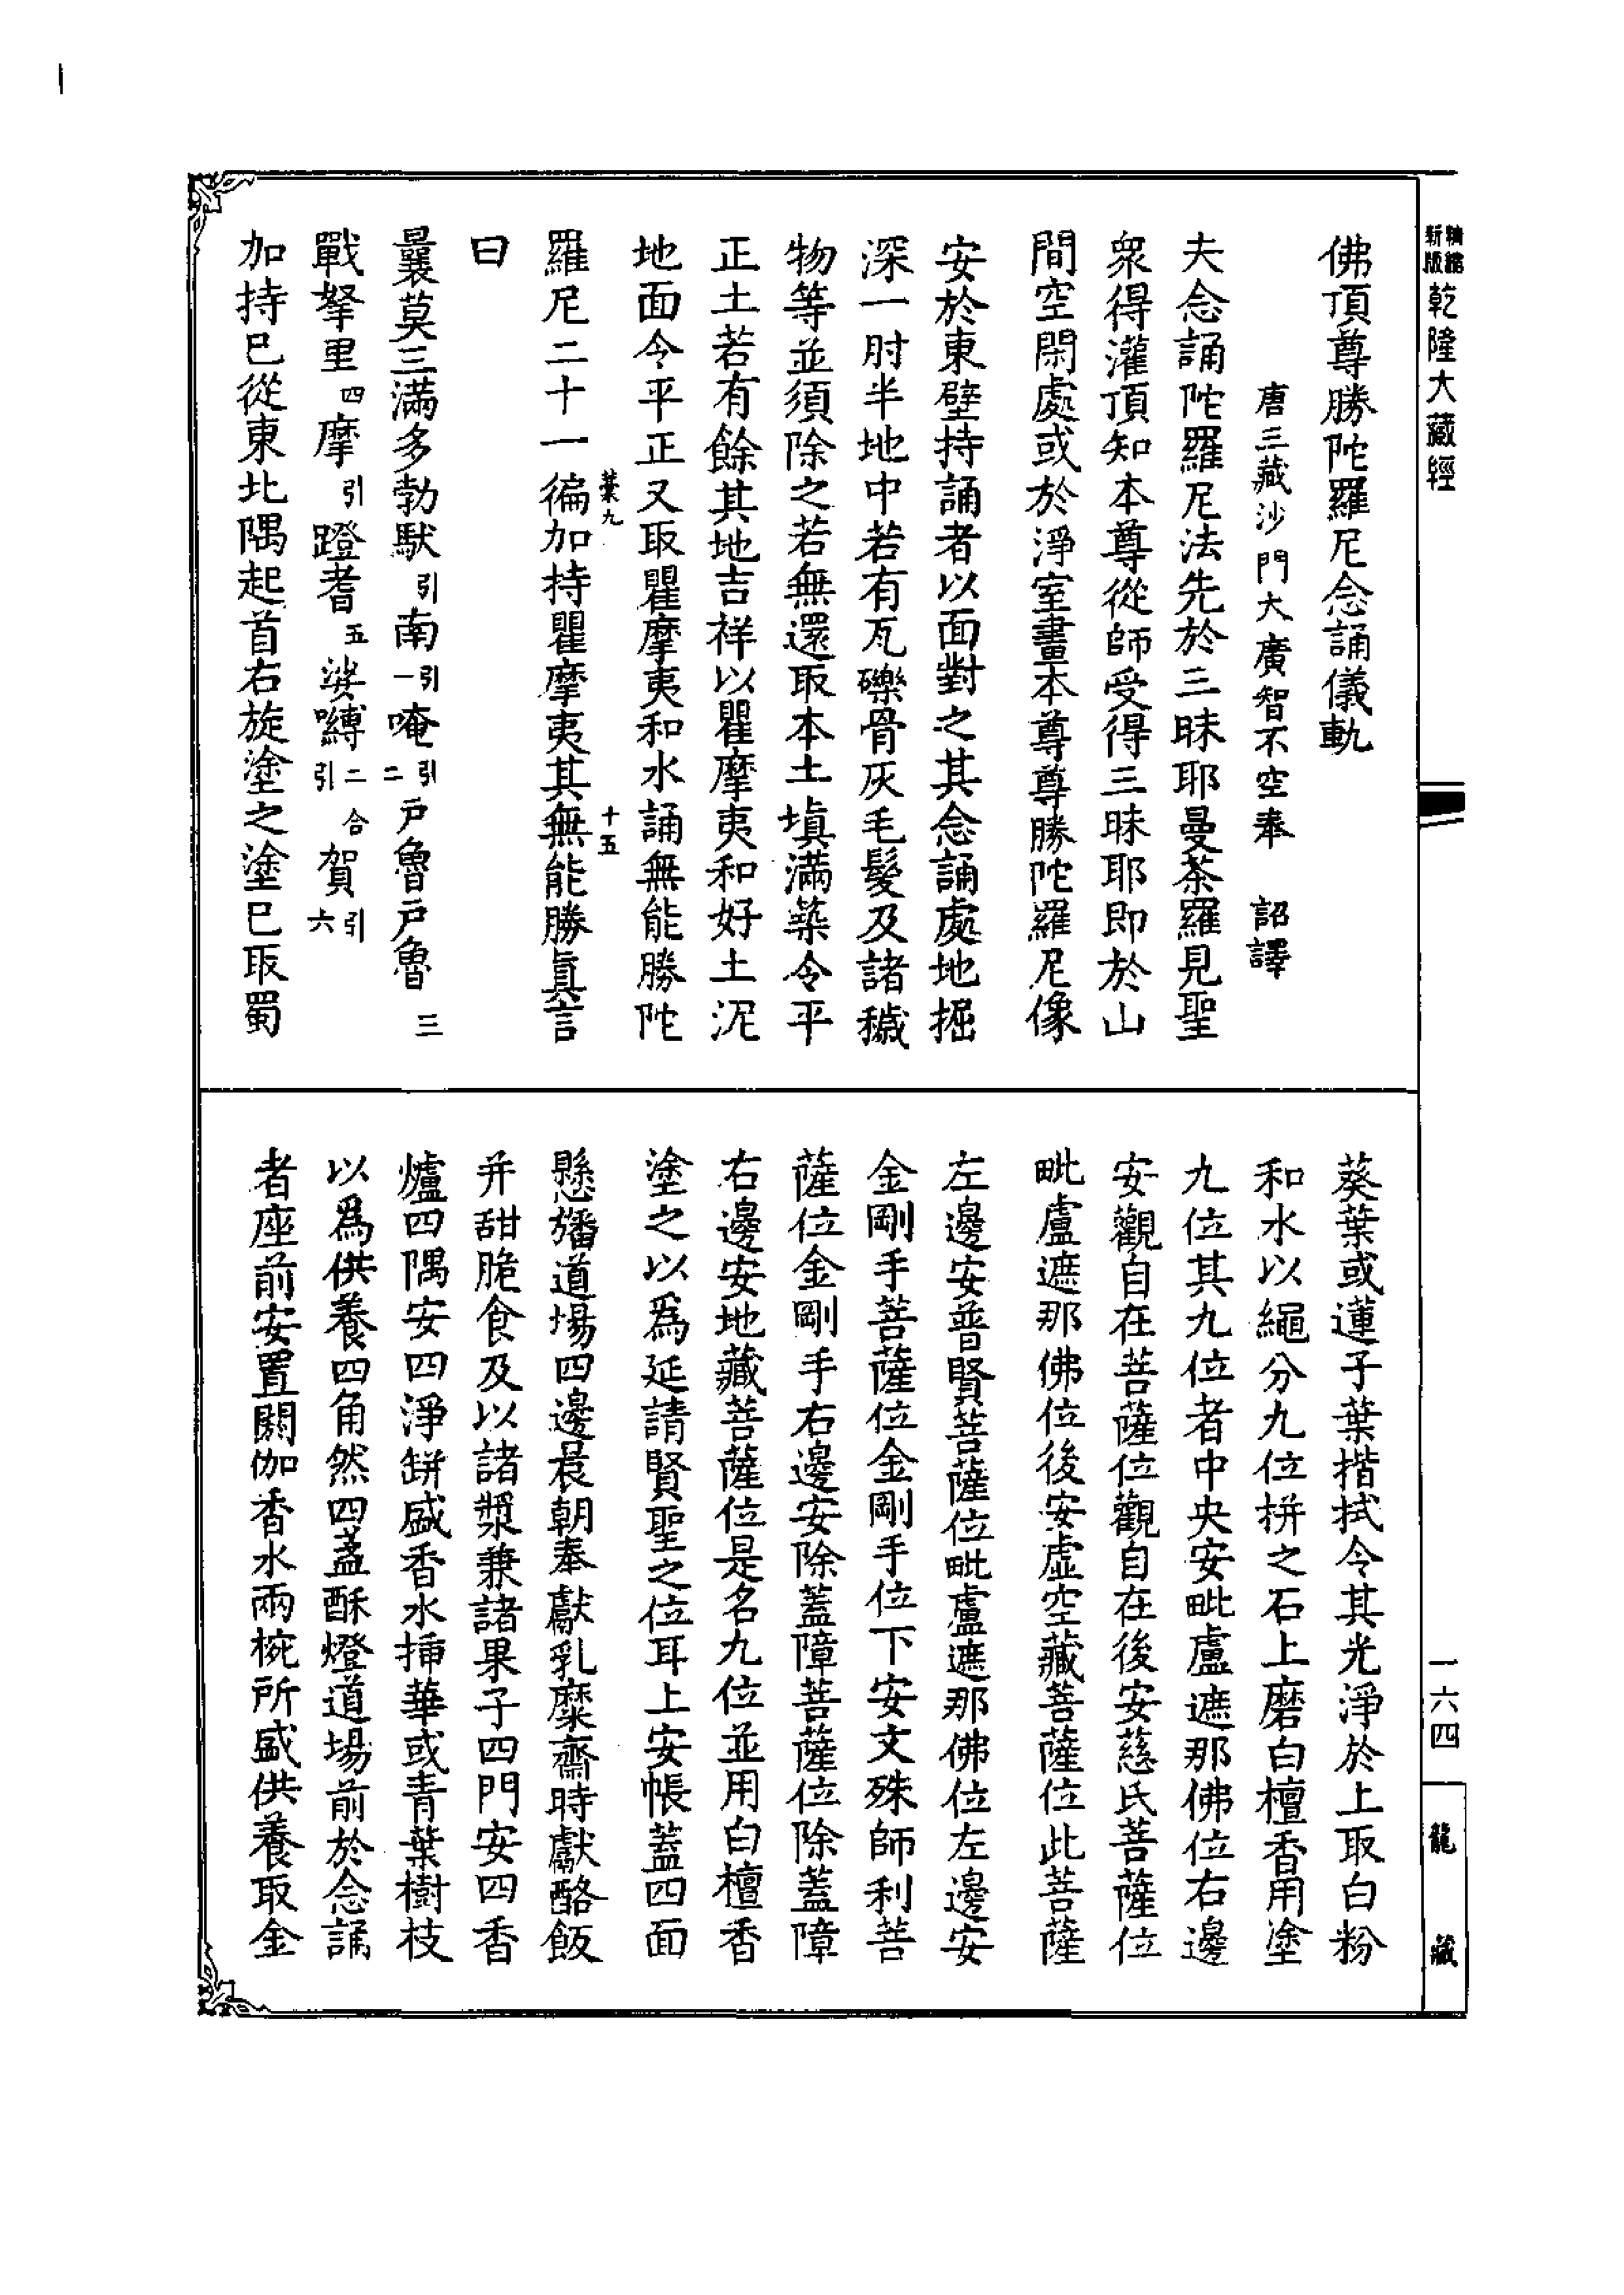 新版
精縮
乾隆大藏經
佛頂尊勝陀羅尼念誦儀軌
唐三藏沙門大廣智不空奉　詔譯
夫念誦陀羅尼法先於三昧耶曼荼羅見聖
衆得灌頂知本尊從師受得三昧耶即於山
間空閑處或於淨室畫本尊尊勝陀羅尼像
安於東壁持誦者以面對之其念誦處地掘
深一肘半地中若有瓦礫骨灰毛髮及諸穢
物等並須除之若無還取本土填滿築令平
正土若有餘其地吉祥以瞿摩夷和好土泥
地面令平正又取瞿摩夷和水誦無能勝陀
葉九　十五
羅尼二十一徧加持瞿摩夷其無能勝眞言
曰
曩莫三滿多勃馱引南引一唵引二戶魯戶魯三
戰拏里四摩引蹬耆五娑嚩二合引賀引六
加持已從東北隅起首右旋塗之塗已取蜀
葵葉或蓮子葉揩拭令其光淨於上取白粉
和水以繩分九位拼之石上磨白檀香用塗
九位其九位者中央安毗盧遮那佛位右邊
安觀自在菩薩位觀自在後安慈氏菩薩位
毗盧遮那佛位後安虛空藏菩薩位此菩薩
左邊安普賢菩薩位毗盧遮那佛位左邊安
金剛手菩薩位金剛手位下安文殊師利菩
薩位金剛手右邊安除蓋障菩薩位除蓋障
右邊安地藏菩薩位是名九位並用白檀香
塗之以爲延請賢聖之位耳上安帳蓋四面
懸旛道場四邊晨朝奉獻乳糜齋時獻酪飯
并甜脆食及以諸漿兼諸果子四門安四香
爐四隅安四淨缾盛香水揷華或青葉樹枝
以爲供養四角然四盞酥燈道場前於念誦
者座前安置閼伽香水兩椀所盛供養取金
一六四
龍藏